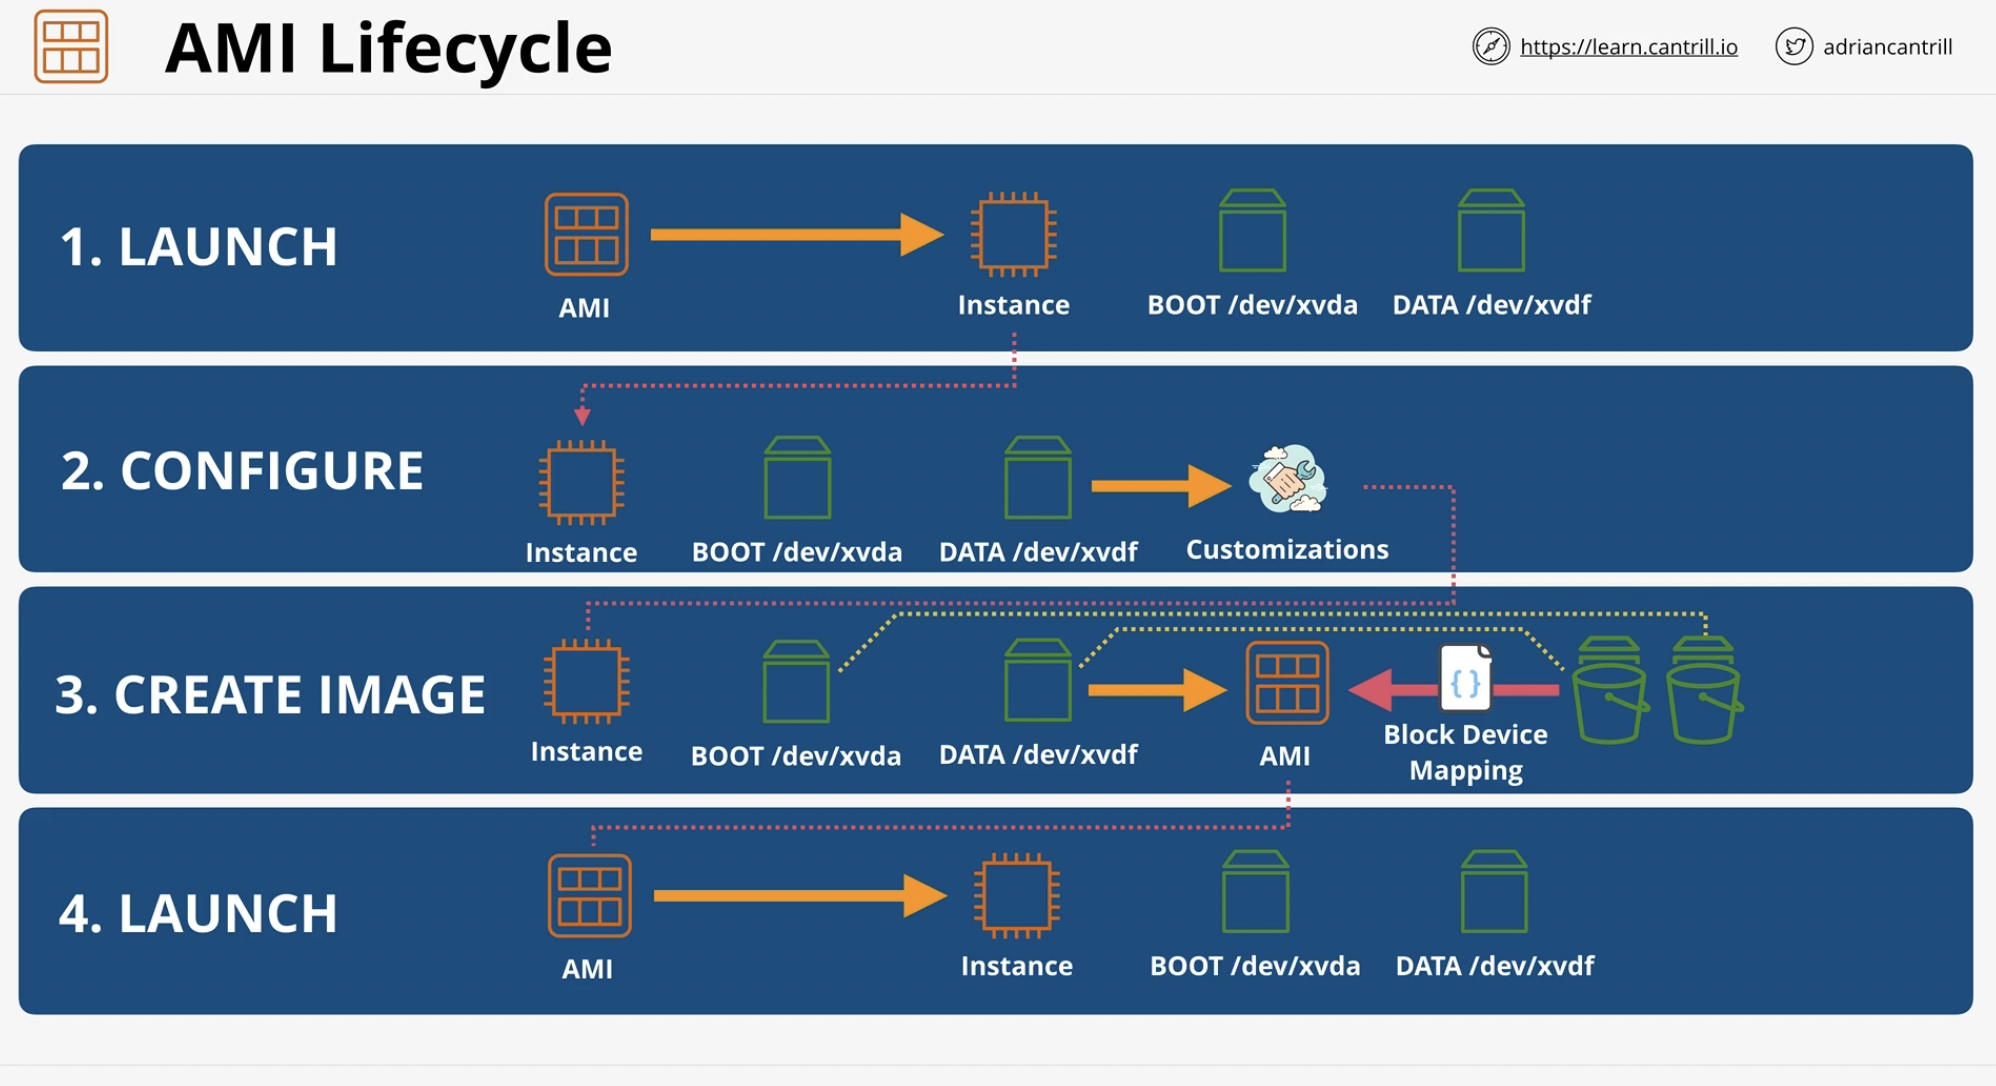 AMI Lifecycle
https://learn.cantrill.io
adriancantrill
1. LAUNCH
AMI
Instance
BOOT /dev/xvda
DATA /dev/xvdf
2. CONFIGURE
Instance
BOOT /dev/xvda
DATA /dev/xvdf
Customizations
3. CREATE IMAGE
Instance
BOOT /dev/xvda
DATA /dev/xvdf
AMI
{}
Block Device
Mapping
4. LAUNCH
AMI
Instance
BOOT /dev/xvda
DATA /dev/xvdf